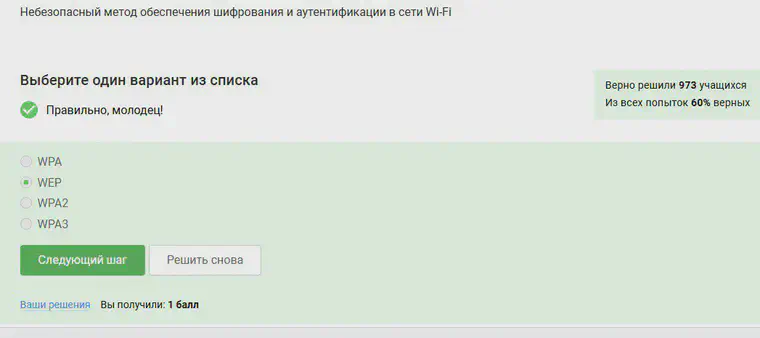 Небезопасный метод обеспечения шифрования и аутентификации в сети Wi-Fi
Выберите один вариант из списка
Правильно, молодец!
Верно решили 973 учащихся
Из всех попыток 60% верных
WPA
WEP
WPA2
WPA3
Следующий шаг
Решить снова
Ваши решения Вы получили: 1 балл